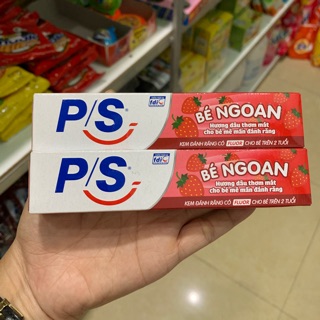 P/S
fdi
BÉ NGOAN
Hương dâu thơm mát
cho bé mê mẩn đánh răng
KEM ĐÁNH RĂNG CÓ FLUOR CHO BÉ TRÊN 2 TUỔI
P/S
fdi
BÉ NGOAN
Hương dâu thơm mát
cho bé mê mẩn đánh răng
KEM ĐÁNH RĂNG CÓ FLUOR CHO BÉ TRÊN 2 TUỔI